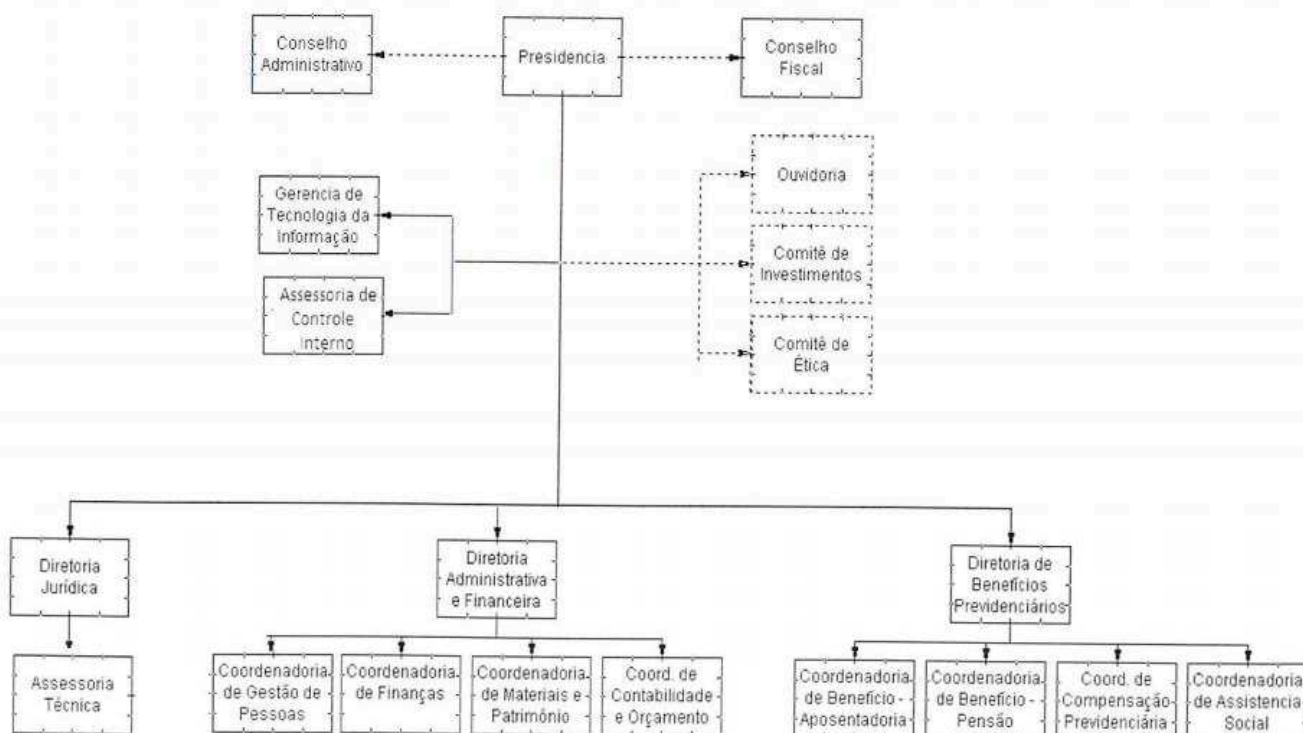 Conselho
Administrativo
Presidencia
Conselho
Fiscal
Ouvidoria
Gerencia de
Tecnologia da
Informação
Comitê de
Investimentos
Assessoria de
Controle
Interno
Comitê de
Ética
Diretoria
Jurídica
Diretoria
Administrativa
e Financeira
Diretoria de
Benefícios
Previdenciários
Assessoria
Técnica
Coordenadoria
de Gestão de
Pessoas
Coordenadoria
de Finanças
Coordenadoria
de Materiais e
Patrimônio
Coord. de
Contabilidade
e Orçamento
Coordenadoria
de Benefício -
Aposentadoria
Coordenadoria
de Benefício -
Pensão
Coord. de
Compensação
Previdenciária
Coordenadoria
de Assistencia
Social